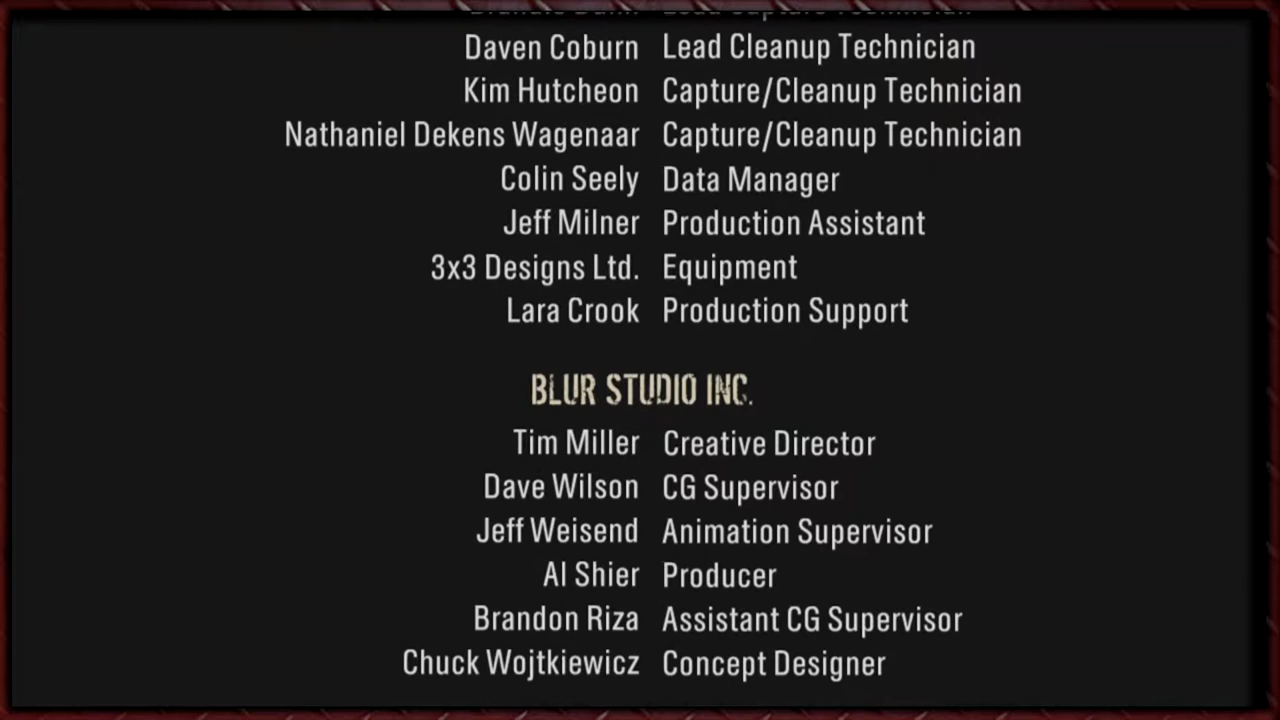 Daven Coburn Lead Cleanup Technician
Kim Hutcheon Capture/Cleanup Technician
Nathaniel Dekens Wagenaar Capture/Cleanup Technician
Colin Seely Data Manager
Jeff Milner Production Assistant
3x3 Designs Ltd. Equipment
Lara Crook Production Support
BLUR STUDIO INC.
Tim Miller Creative Director
Dave Wilson CG Supervisor
Jeff Weisend Animation Supervisor
Al Shier Producer
Brandon Riza Assistant CG Supervisor
Chuck Wojtkiewicz Concept Designer